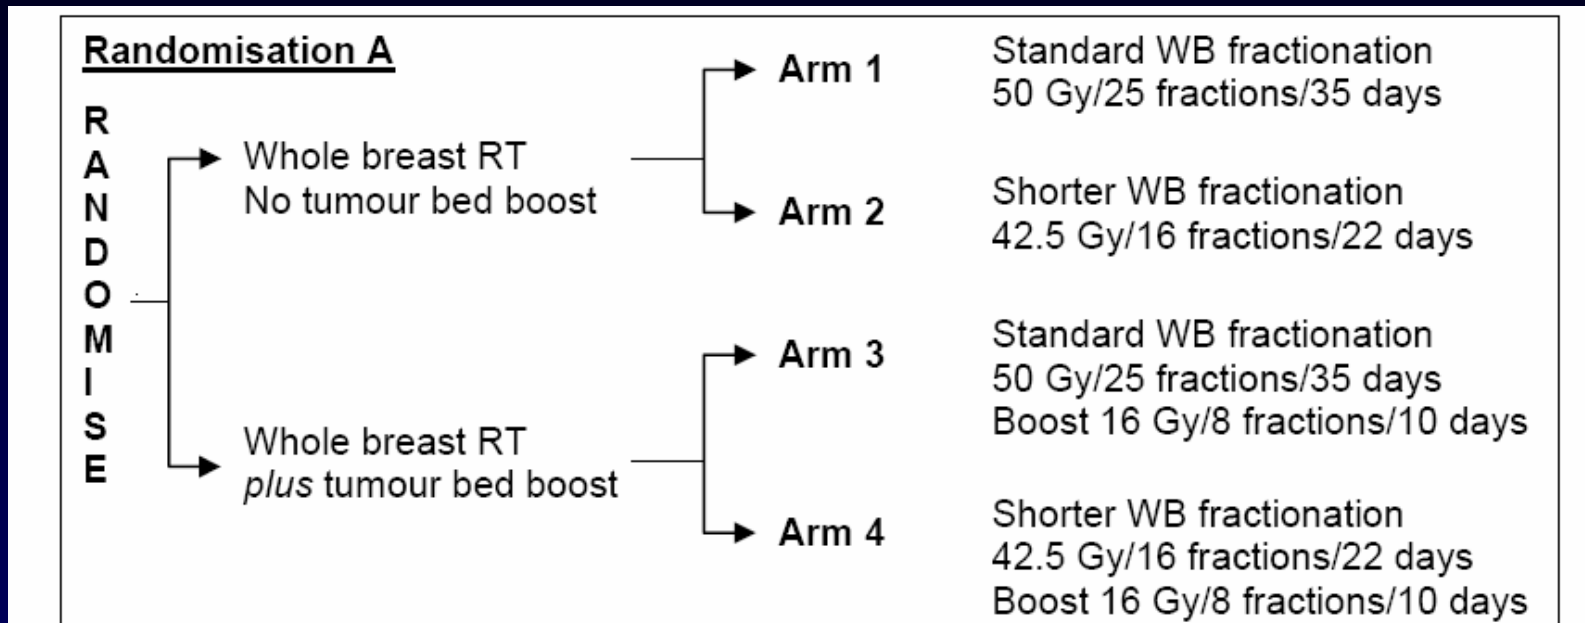 Randomisation A
R
A
N
D
O
M
I
S
E
Whole breast RT
No tumour bed boost
Arm 1
Standard WB fractionation
50 Gy/25 fractions/35 days
Arm 2
Shorter WB fractionation
42.5 Gy/16 fractions/22 days
Whole breast RT
plus tumour bed boost
Arm 3
Standard WB fractionation
50 Gy/25 fractions/35 days
Boost 16 Gy/8 fractions/10 days
Arm 4
Shorter WB fractionation
42.5 Gy/16 fractions/22 days
Boost 16 Gy/8 fractions/10 days